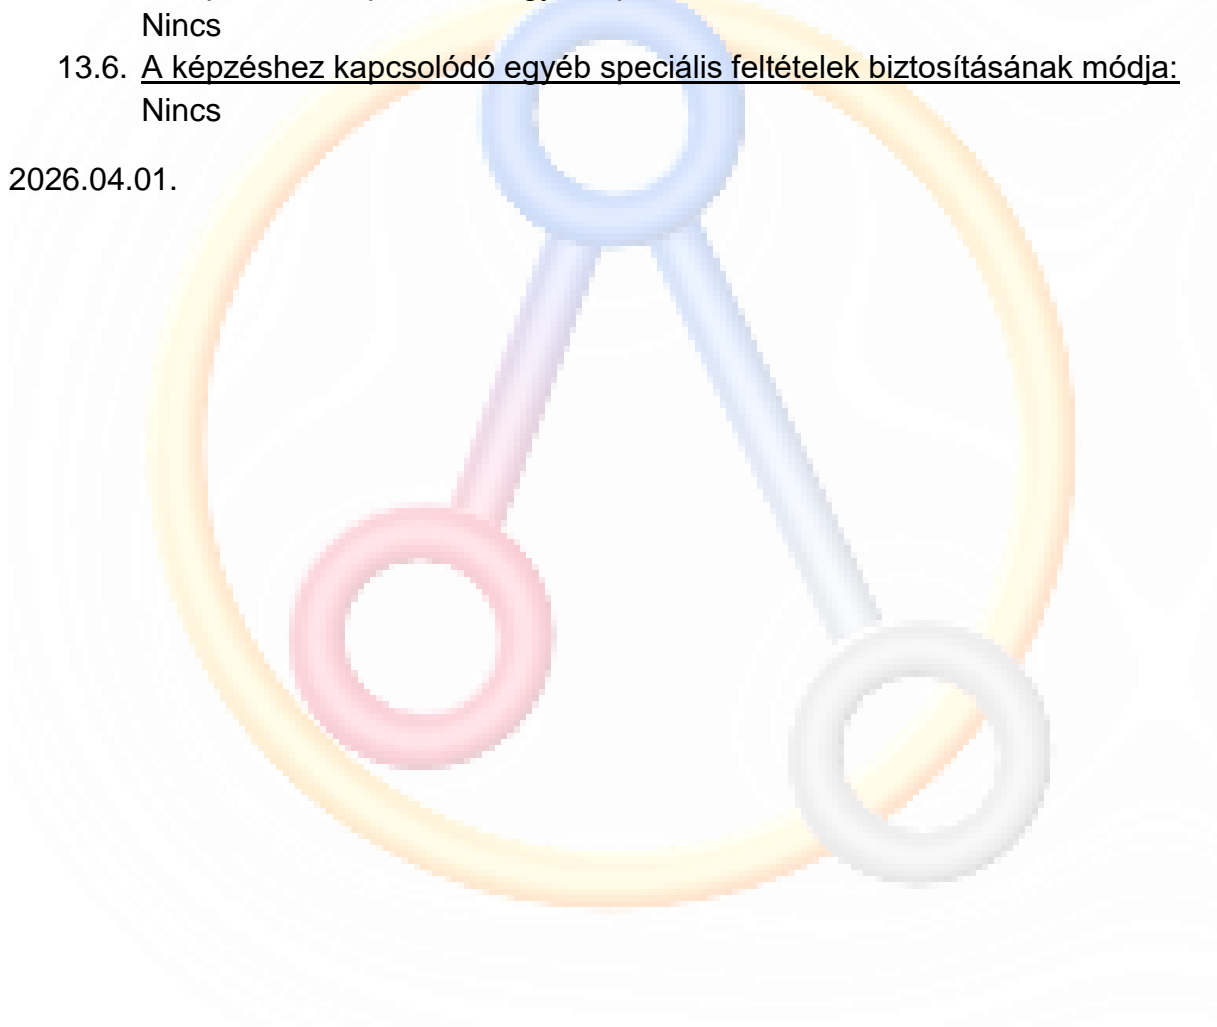 Nincs
13.6. A képzéshez kapcsolódó egyéb speciális feltételek biztosításának módja:
Nincs
2026.04.01.